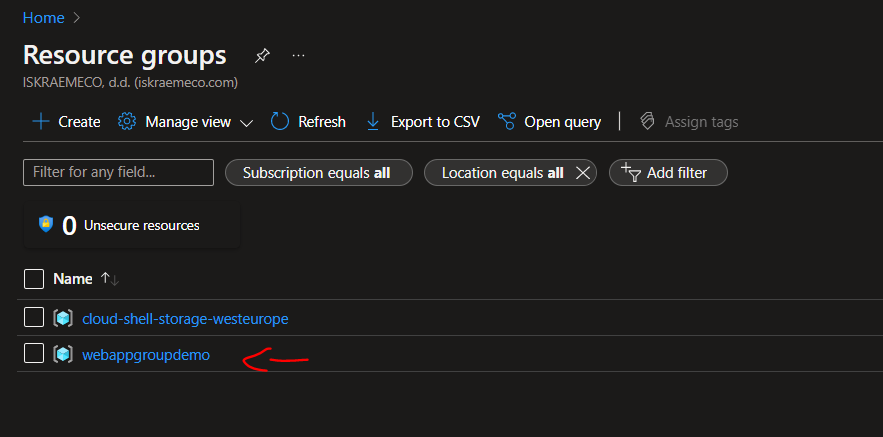 Home
Resource groups
ISKRAEMECO, d.d. (iskraemeco.com)
Create Manage view Refresh Export to CSV Open query Assign tags
Filter for any field... Subscription equals all Location equals all Add filter
0 Unsecure resources
Name
cloud-shell-storage-westeurope
webappgroupdemo